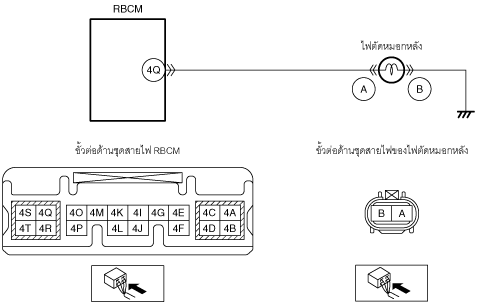 RBCM
ไฟตัดหมอกหลัง
4Q
A B
ขั้วต่อด้านชุดสายไฟ RBCM
ขั้วต่อด้านชุดสายไฟของไฟตัดหมอกหลัง
4S 4Q 4O 4M 4K 4I 4G 4E 4C 4A
4T 4R 4P 4L 4J 4F 4D 4B
B A